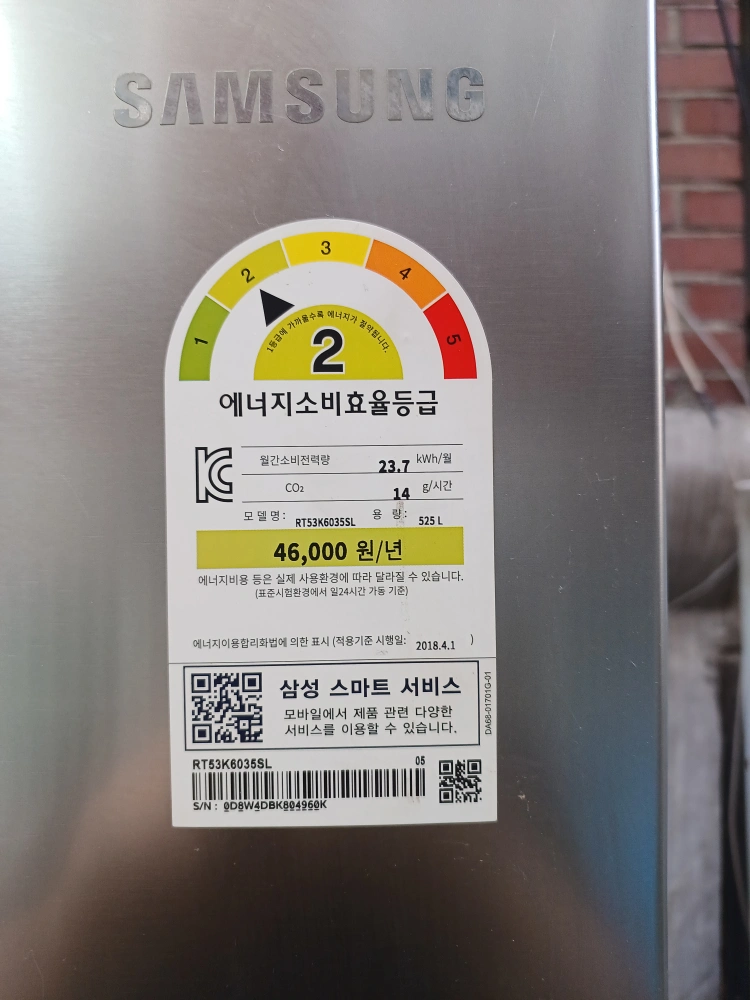 SAMSUNG
1 2 3 4 5
1등급에 가까울수록 에너지가 절약됩니다.
2
에너지소비효율등급
월간소비전력량 23.7 kWh/월
CO₂ 14 g/시간
모델명: RT53K6035SL 용 량: 525 L
46,000 원/년
에너지비용 등은 실제 사용환경에 따라 달라질 수 있습니다.
(표준시험환경에서 일24시간 가동 기준)
에너지이용합리화법에 의한 표시 (적용기준 시행일: 2018.4.1 )
삼성 스마트 서비스
모바일에서 제품 관련 다양한
서비스를 이용할 수 있습니다.
DA68-01701G-01
RT53K6035SL 05
S/N : 0D8W4DBK804960K